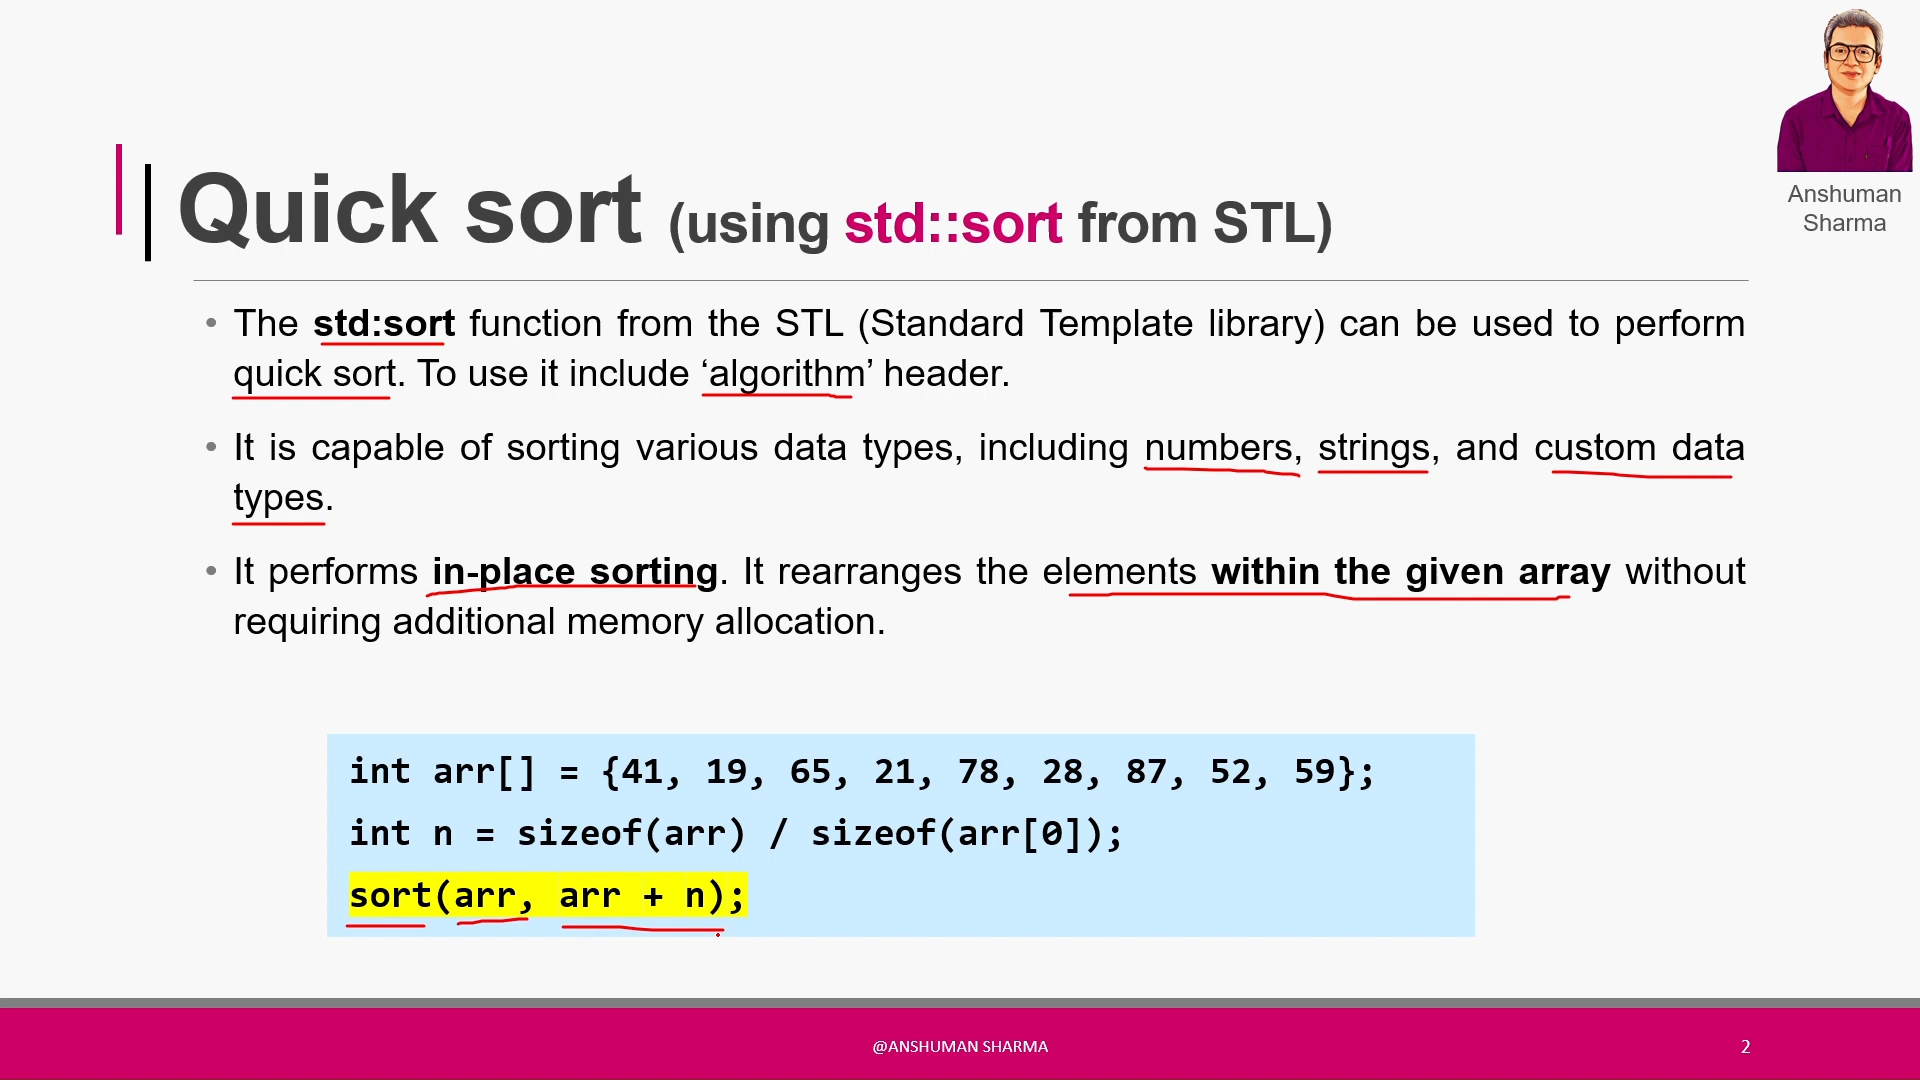 Anshuman
Sharma
Quick sort (using std::sort from STL)
• The std:sort function from the STL (Standard Template library) can be used to perform
quick sort. To use it include ‘algorithm’ header.
• It is capable of sorting various data types, including numbers, strings, and custom data
types.
• It performs in-place sorting. It rearranges the elements within the given array without
requiring additional memory allocation.
int arr[] = {41, 19, 65, 21, 78, 28, 87, 52, 59};
int n = sizeof(arr) / sizeof(arr[0]);
sort(arr, arr + n);
@ANSHUMAN SHARMA
2